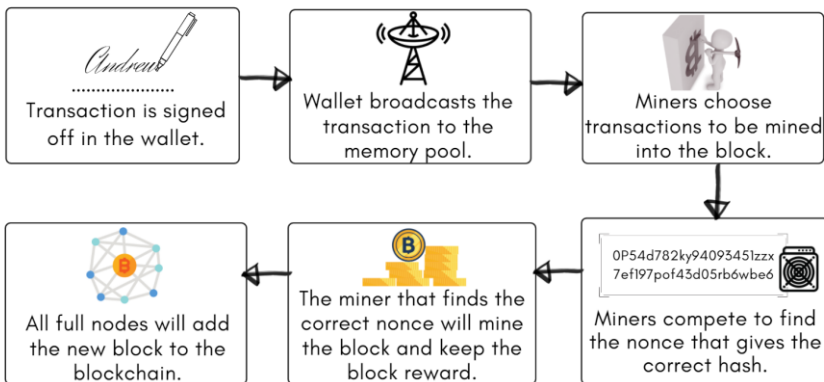 Andrew
Transaction is signed
off in the wallet.
Wallet broadcasts the
transaction to the
memory pool.
Miners choose
transactions to be mined
into the block.
0P54d782ky94093451zzx
7ef197pof43d05rb6wbe6
Miners compete to find
the nonce that gives the
correct hash.
B
The miner that finds the
correct nonce will mine
the block and keep the
block reward.
B
All full nodes will add
the new block to the
blockchain.